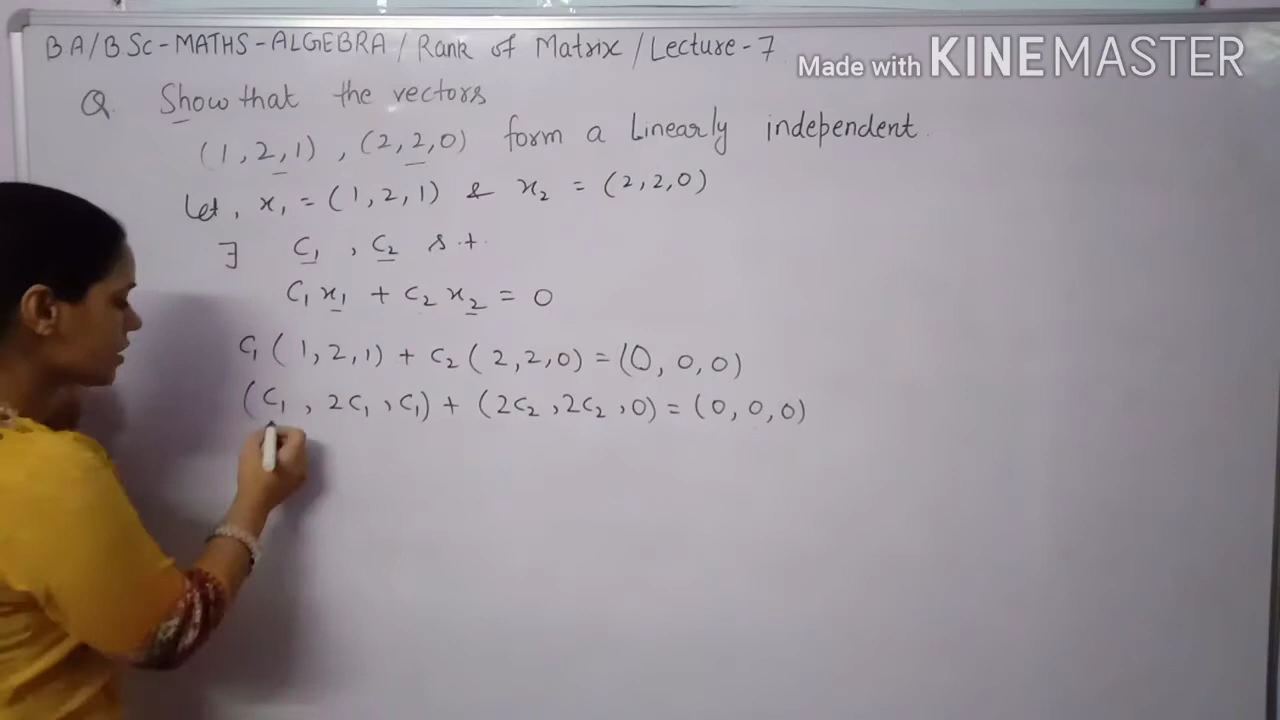 BA/BSc-MATHS-ALGEBRA/Rank of Matrix/Lecture-7
Made with KINEMASTER
Q. Show that the vectors
(1,2,1), (2,2,0) form a Linearly independent.
Let, x₁ = (1,2,1) & x₂ = (2,2,0)
∃ C₁, C₂ s.t.
C₁x₁ + C₂x₂ = 0
C₁(1,2,1) + C₂(2,2,0) = (0,0,0)
(C₁, 2C₁, C₁) + (2C₂, 2C₂, 0) = (0,0,0)